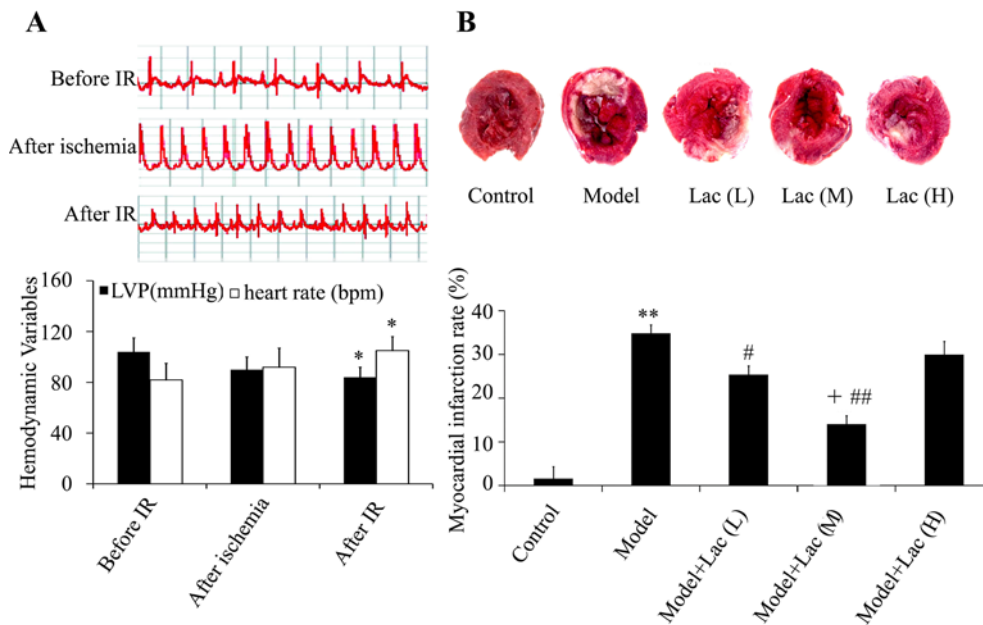 A
Before IR
After ischemia
After IR
Hemodynamic Variables
160
120
80
40
0
LVP(mmHg) heart rate (bpm)
*
*
Before IR
After ischemia
After IR
B
Control Model Lac (L) Lac (M) Lac (H)
Myocardial infarction rate (%)
40
30
20
10
0
**
#
+ ##
Control
Model
Model+Lac (L)
Model+Lac (M)
Model+Lac (H)